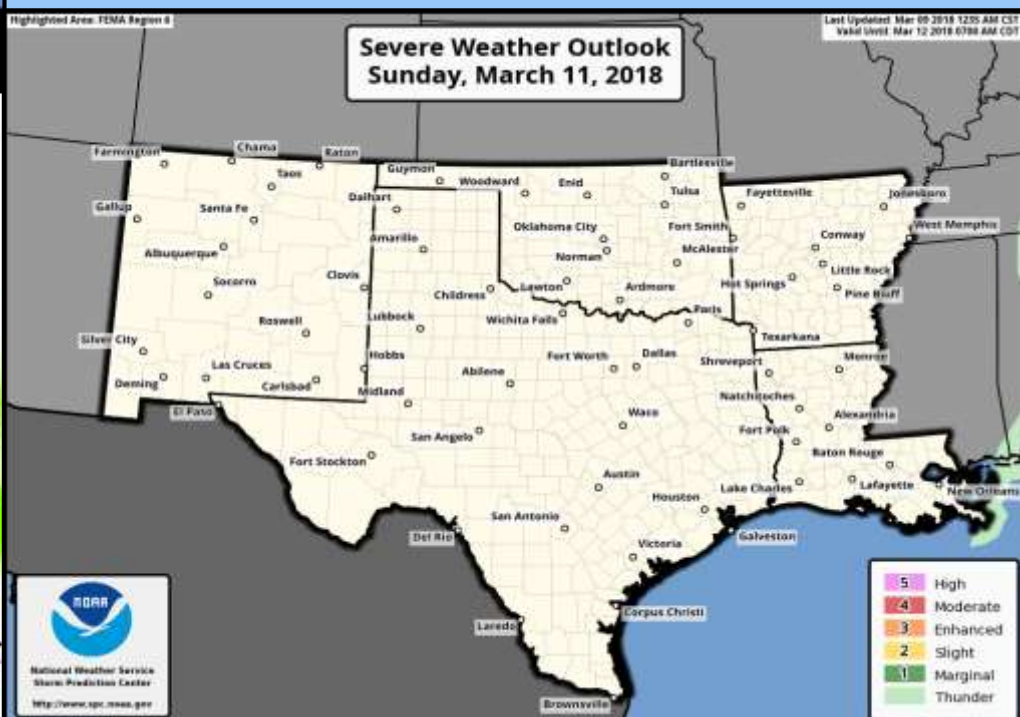 Highlighted Area: FEMA Region 6
Last Updated: Mar 09 2018 1235 AM CST
Valid Until: Mar 12 2018 0700 AM CDT
Severe Weather Outlook
Sunday, March 11, 2018
Farmington
Chama
Raton
Taos
Guymon
Woodward
Enid
Bartlesville
Tulsa
Fayetteville
Jonesboro
Gallup
Santa Fe
Dalhart
Oklahoma City
Fort Smith
West Memphis
Albuquerque
Amarillo
Norman
McAlester
Conway
Socorro
Clovis
Childress
Lawton
Ardmore
Hot Springs
Little Rock
Pine Bluff
Roswell
Lubbock
Wichita Falls
Paris
Texarkana
Silver City
Las Cruces
Hobbs
Abilene
Fort Worth
Dallas
Shreveport
Monroe
Deming
Carlsbad
Midland
Natchitoches
El Paso
Waco
Alexandria
San Angelo
Fort Polk
Fort Stockton
Baton Rouge
Austin
Houston
Lake Charles
Lafayette
New Orleans
San Antonio
Del Rio
Galveston
Victoria
Corpus Christi
Laredo
Brownsville
NOAA
National Weather Service
Storm Prediction Center
http://www.spc.noaa.gov
5 High
4 Moderate
3 Enhanced
2 Slight
1 Marginal
Thunder